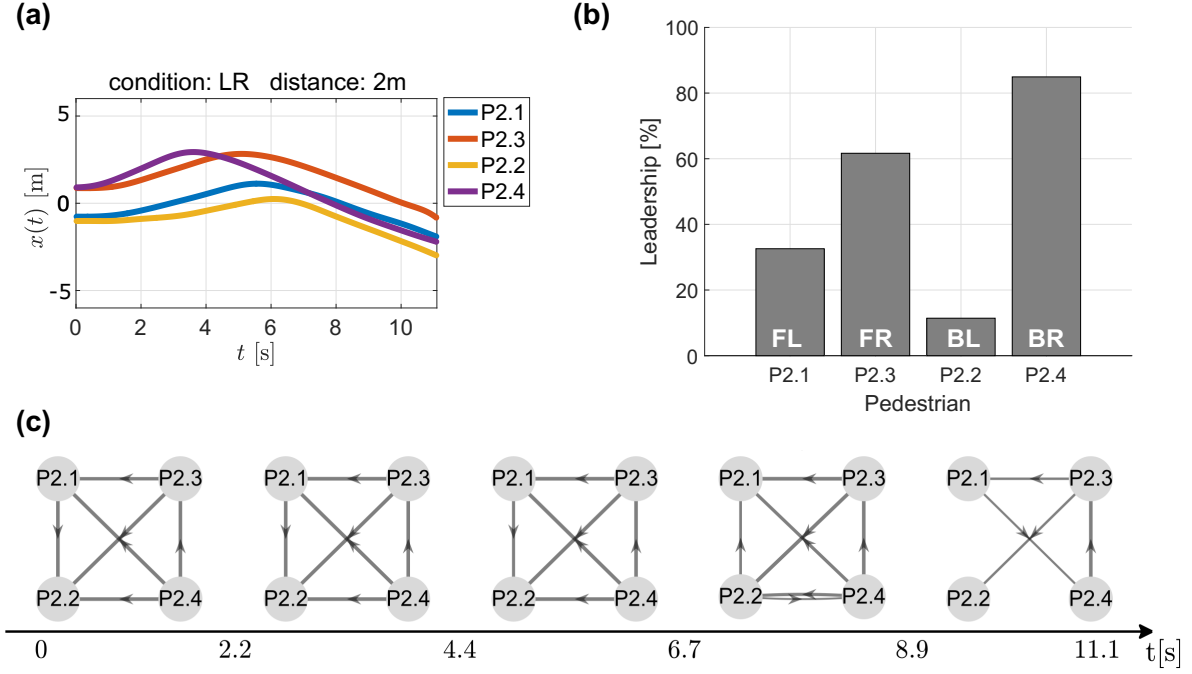 (a)
condition: LR distance: 2m
5
0
-5
x(t) [m]
0 2 4 6 8 10
t [s]
P2.1
P2.3
P2.2
P2.4
(b)
100
80
60
40
20
0
Leadership [%]
FL FR BL BR
P2.1 P2.3 P2.2 P2.4
Pedestrian
(c)
P2.1 P2.3 P2.1 P2.3 P2.1 P2.3 P2.1 P2.3 P2.1 P2.3
P2.2 P2.4 P2.2 P2.4 P2.2 P2.4 P2.2 P2.4 P2.2 P2.4
0 2.2 4.4 6.7 8.9 11.1 t[s]